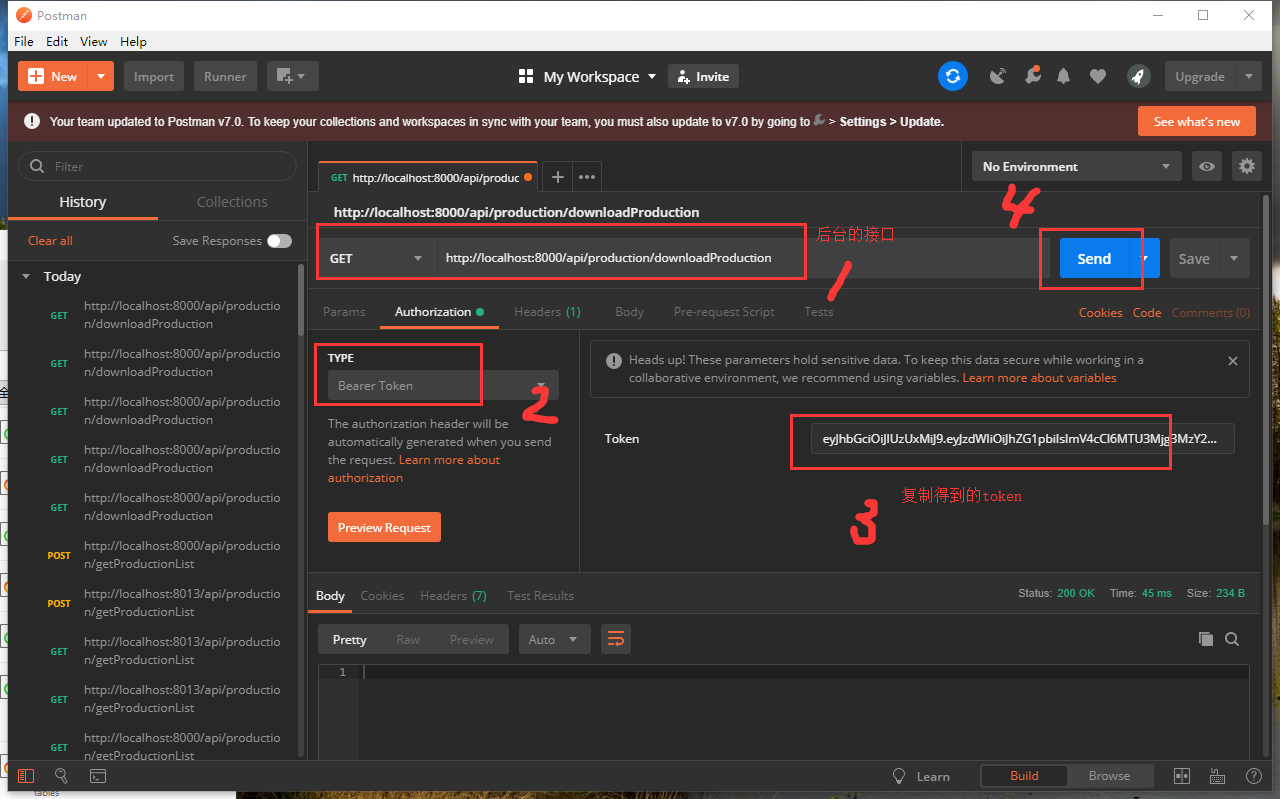 Postman
File Edit View Help
New Import Runner My Workspace Invite Upgrade
Your team updated to Postman v7.0. To keep your collections and workspaces in sync with your team, you must also update to v7.0 by going to > Settings > Update. See what's new
Filter
History Collections
Clear all Save Responses
Today
GET http://localhost:8000/api/productio
n/downloadProduction
GET http://localhost:8000/api/productio
n/downloadProduction
GET http://localhost:8000/api/productio
n/downloadProduction
GET http://localhost:8000/api/productio
n/downloadProduction
GET http://localhost:8000/api/productio
n/downloadProduction
POST http://localhost:8000/api/productio
n/getProductionList
POST http://localhost:8013/api/productio
n/getProductionList
GET http://localhost:8013/api/productio
n/getProductionList
GET http://localhost:8013/api/productio
n/getProductionList
GET http://localhost:8000/api/productio
n/getProductionList
GET http://localhost:8000/api/produc
No Environment
4
http://localhost:8000/api/production/downloadProduction
后台的接口
GET http://localhost:8000/api/production/downloadProduction Send Save
1
Params Authorization Headers (1) Body Pre-request Script Tests Cookies Code Comments (0)
TYPE
Bearer Token
2
The authorization header will be
automatically generated when you send
the request. Learn more about
authorization
Preview Request
Heads up! These parameters hold sensitive data. To keep this data secure while working in a
collaborative environment, we recommend using variables. Learn more about variables
Token
复制得到的token
3
Body Cookies Headers (7) Test Results Status: 200 OK Time: 45 ms Size: 234 B
Pretty Raw Preview Auto
1
Learn Build Browse
tables